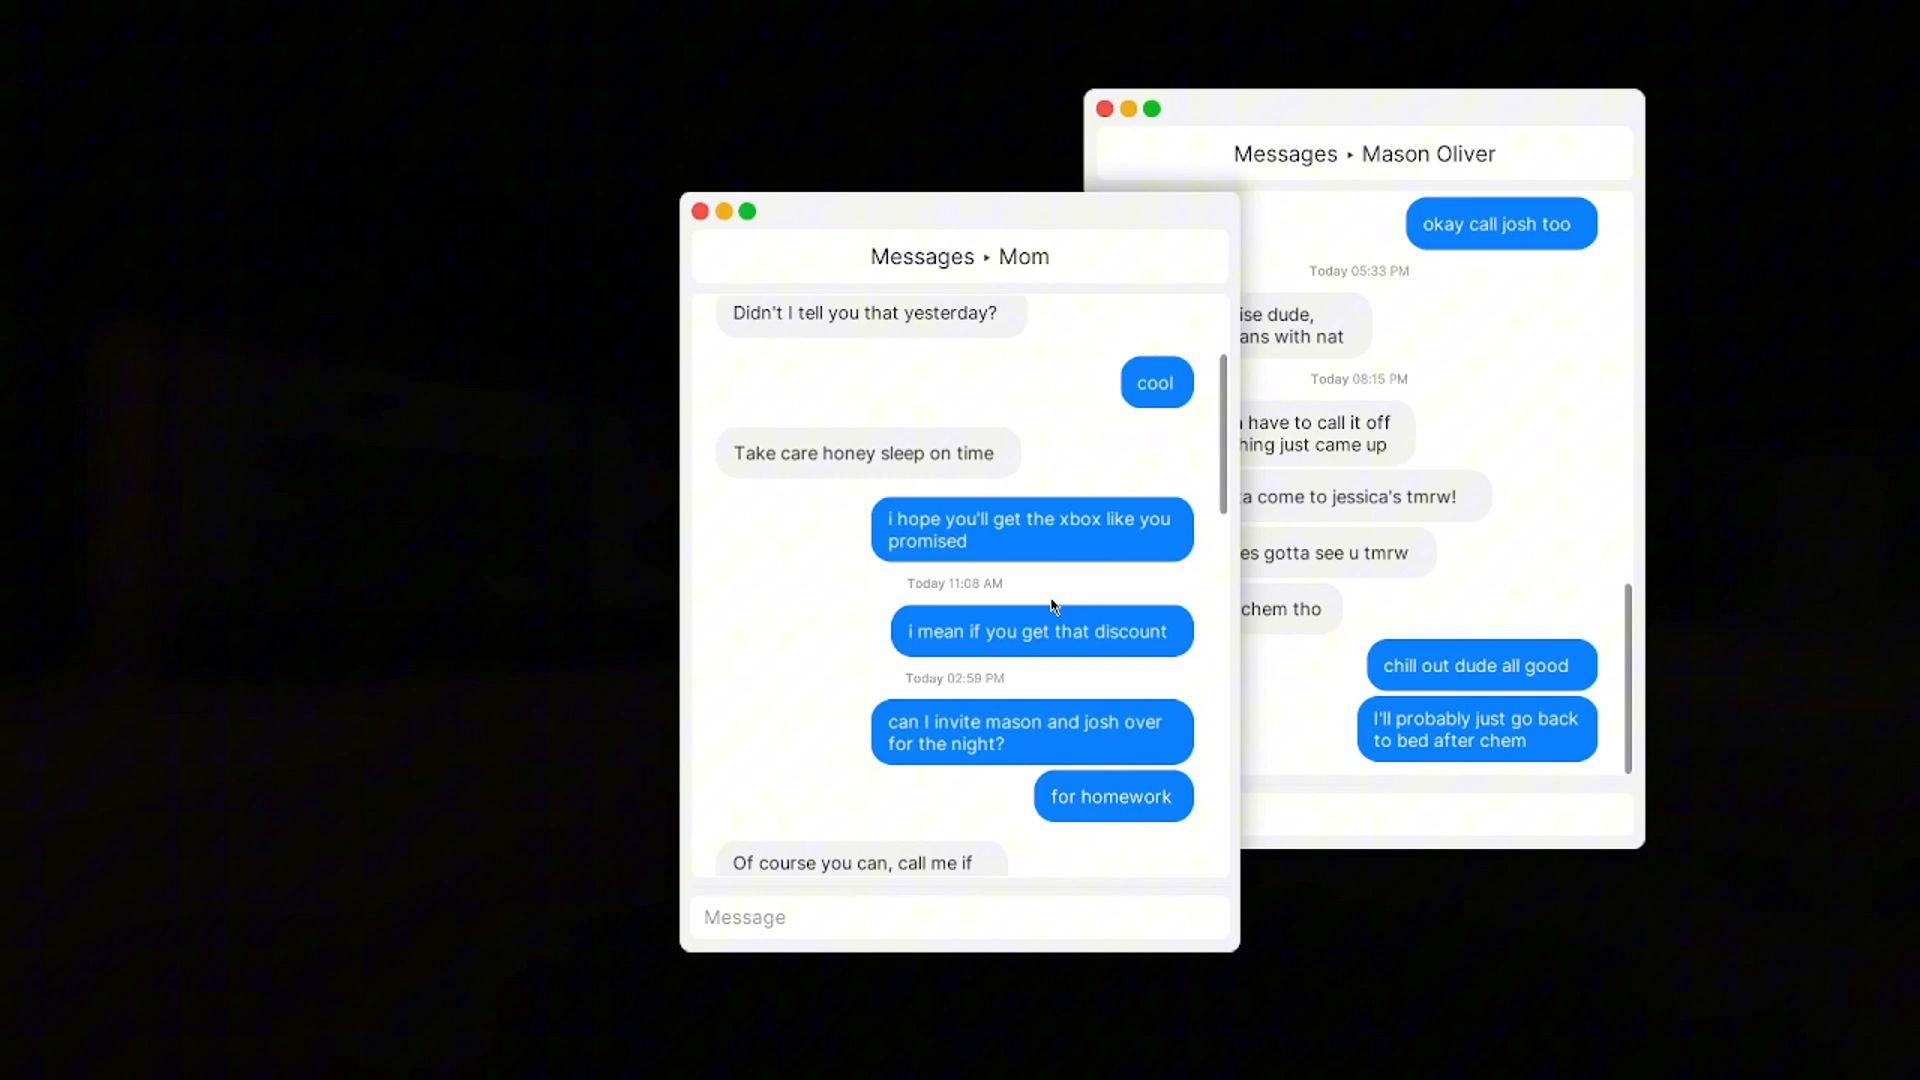 Messages ‣ Mason Oliver
okay call josh too
Today 05:33 PM
dude,
with nat
Today 08:15 PM
have to call it off
just came up
come to jessica's tmrw!
gotta see u tmrw
chem tho
chill out dude all good
I'll probably just go back
to bed after chem
Messages ‣ Mom
Didn't I tell you that yesterday?
cool
Take care honey sleep on time
i hope you'll get the xbox like you
promised
Today 11:08 AM
i mean if you get that discount
Today 02:59 PM
can I invite mason and josh over
for the night?
for homework
Of course you can, call me if
Message